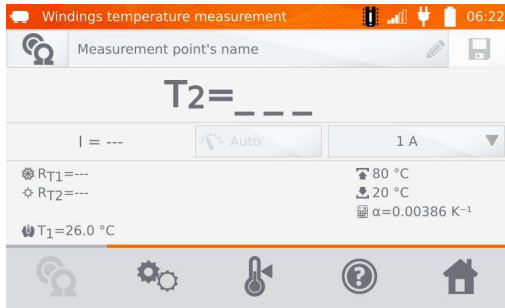 Windings temperature measurement 06:22
Measurement point's name
T2=_ _ _
I = --- Auto 1 A
RT1=--- 80 °C
RT2=--- 20 °C
α=0.00386 K⁻¹
T1=26.0 °C